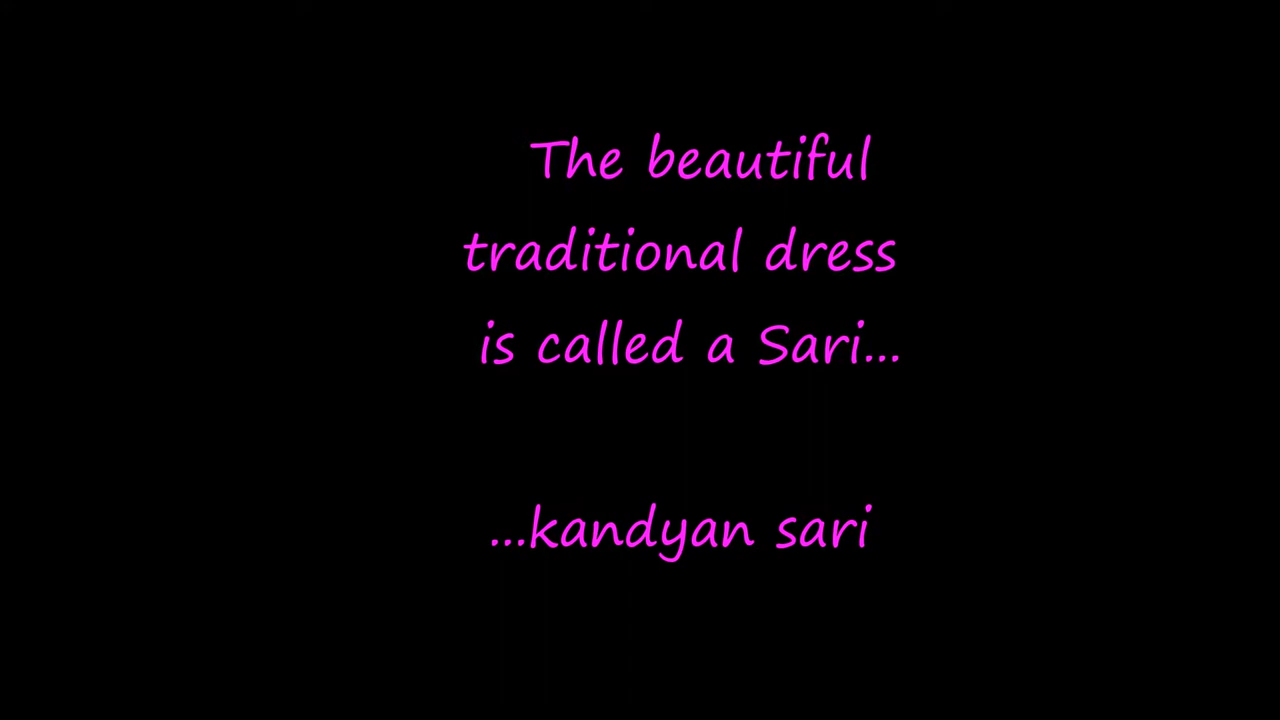 The beautiful
traditional dress
is called a Sari...
...kandyan sari